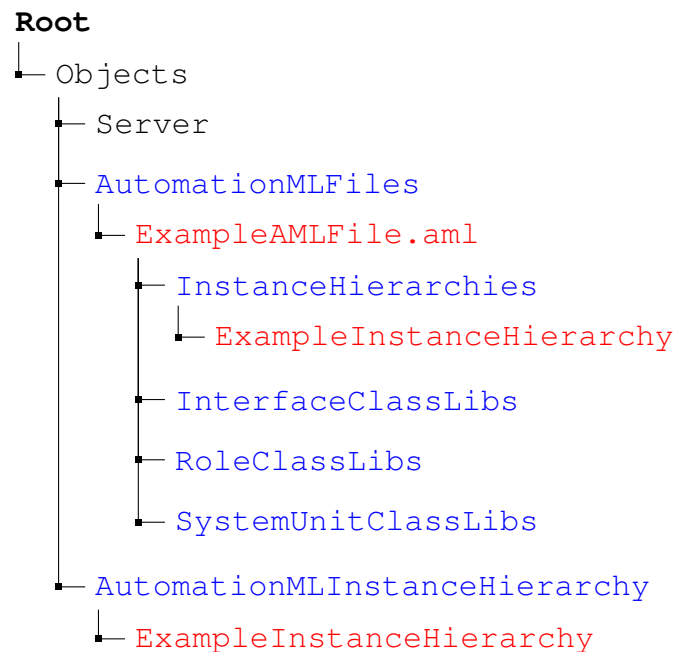 Root
Objects
Server
AutomationMLFiles
ExampleAMLFile.aml
InstanceHierarchies
ExampleInstanceHierarchy
InterfaceClassLibs
RoleClassLibs
SystemUnitClassLibs
AutomationMLInstanceHierarchy
ExampleInstanceHierarchy